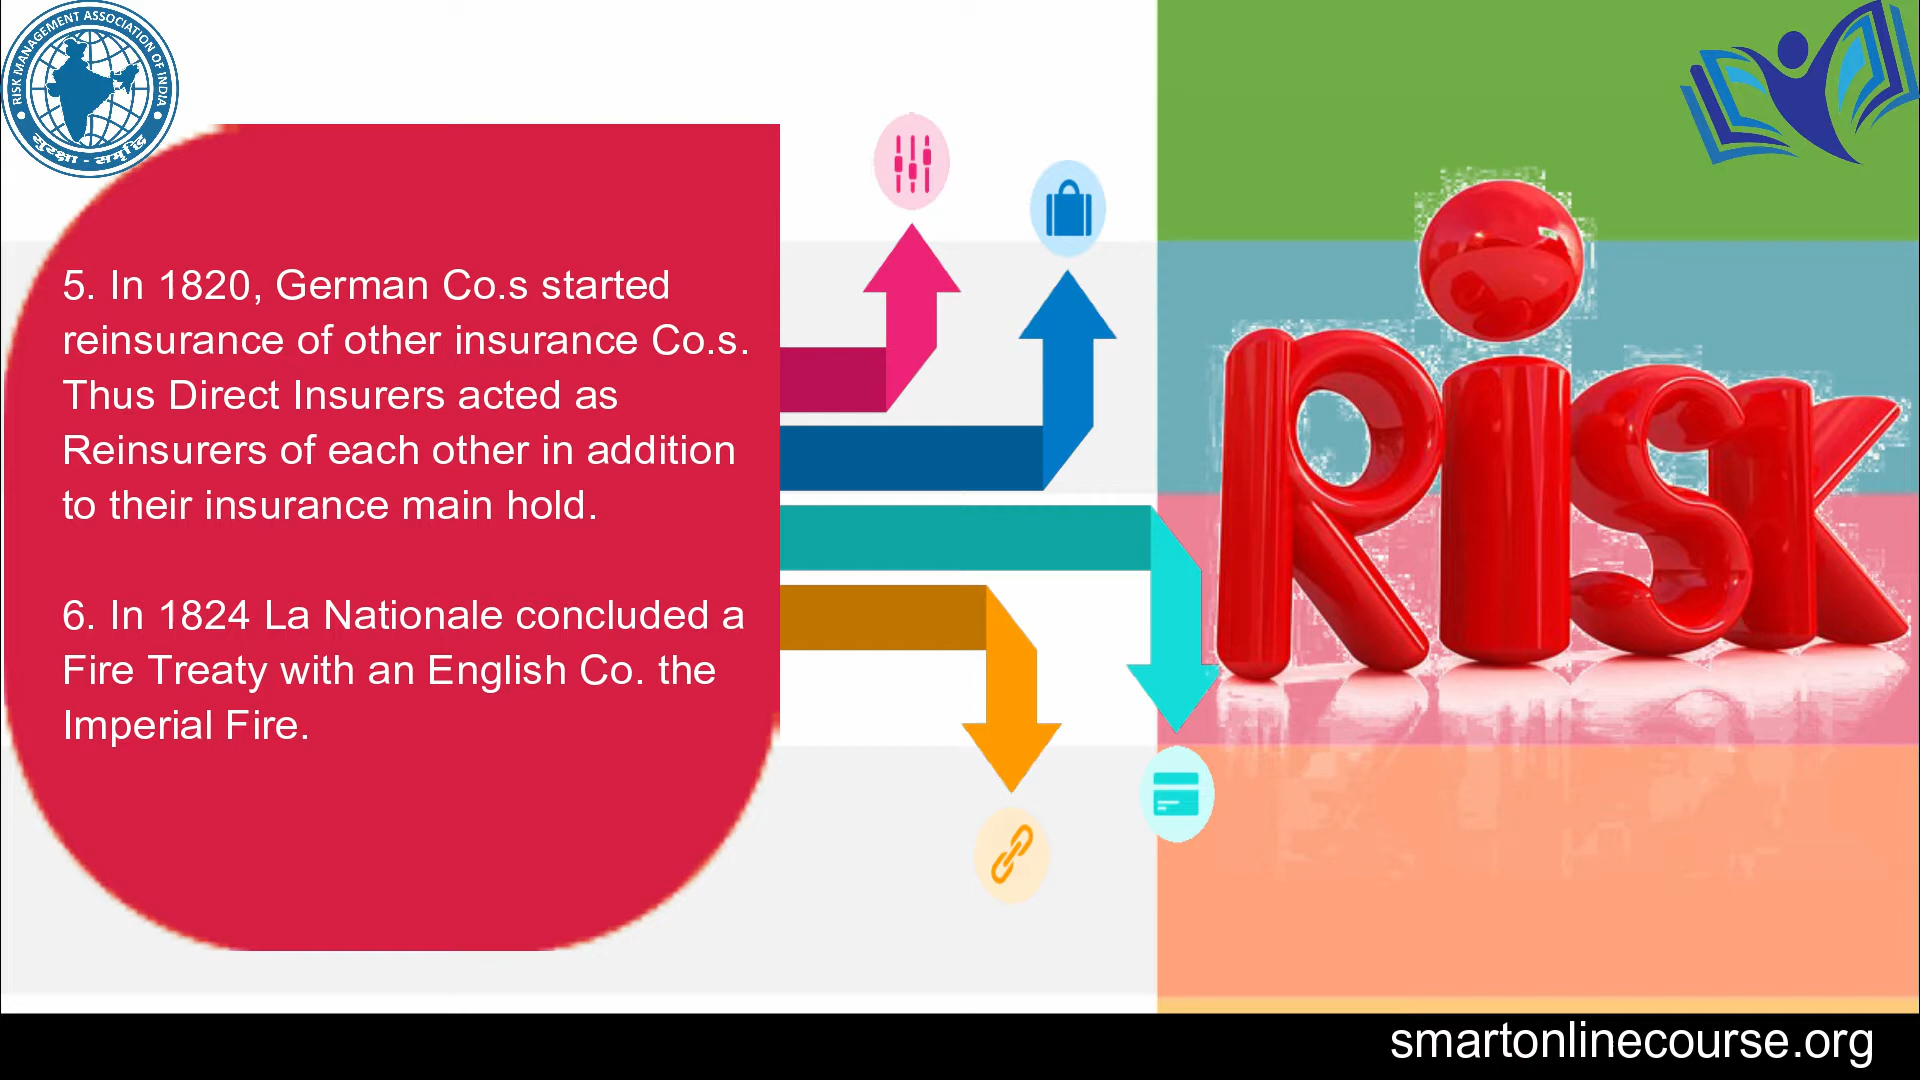 RISK MANAGEMENT ASSOCIATION OF INDIA
सुरक्षा - समृद्धि
5. In 1820, German Co.s started
reinsurance of other insurance Co.s.
Thus Direct Insurers acted as
Reinsurers of each other in addition
to their insurance main hold.
6. In 1824 La Nationale concluded a
Fire Treaty with an English Co. the
Imperial Fire.
RiSK
smartonlinecourse.org